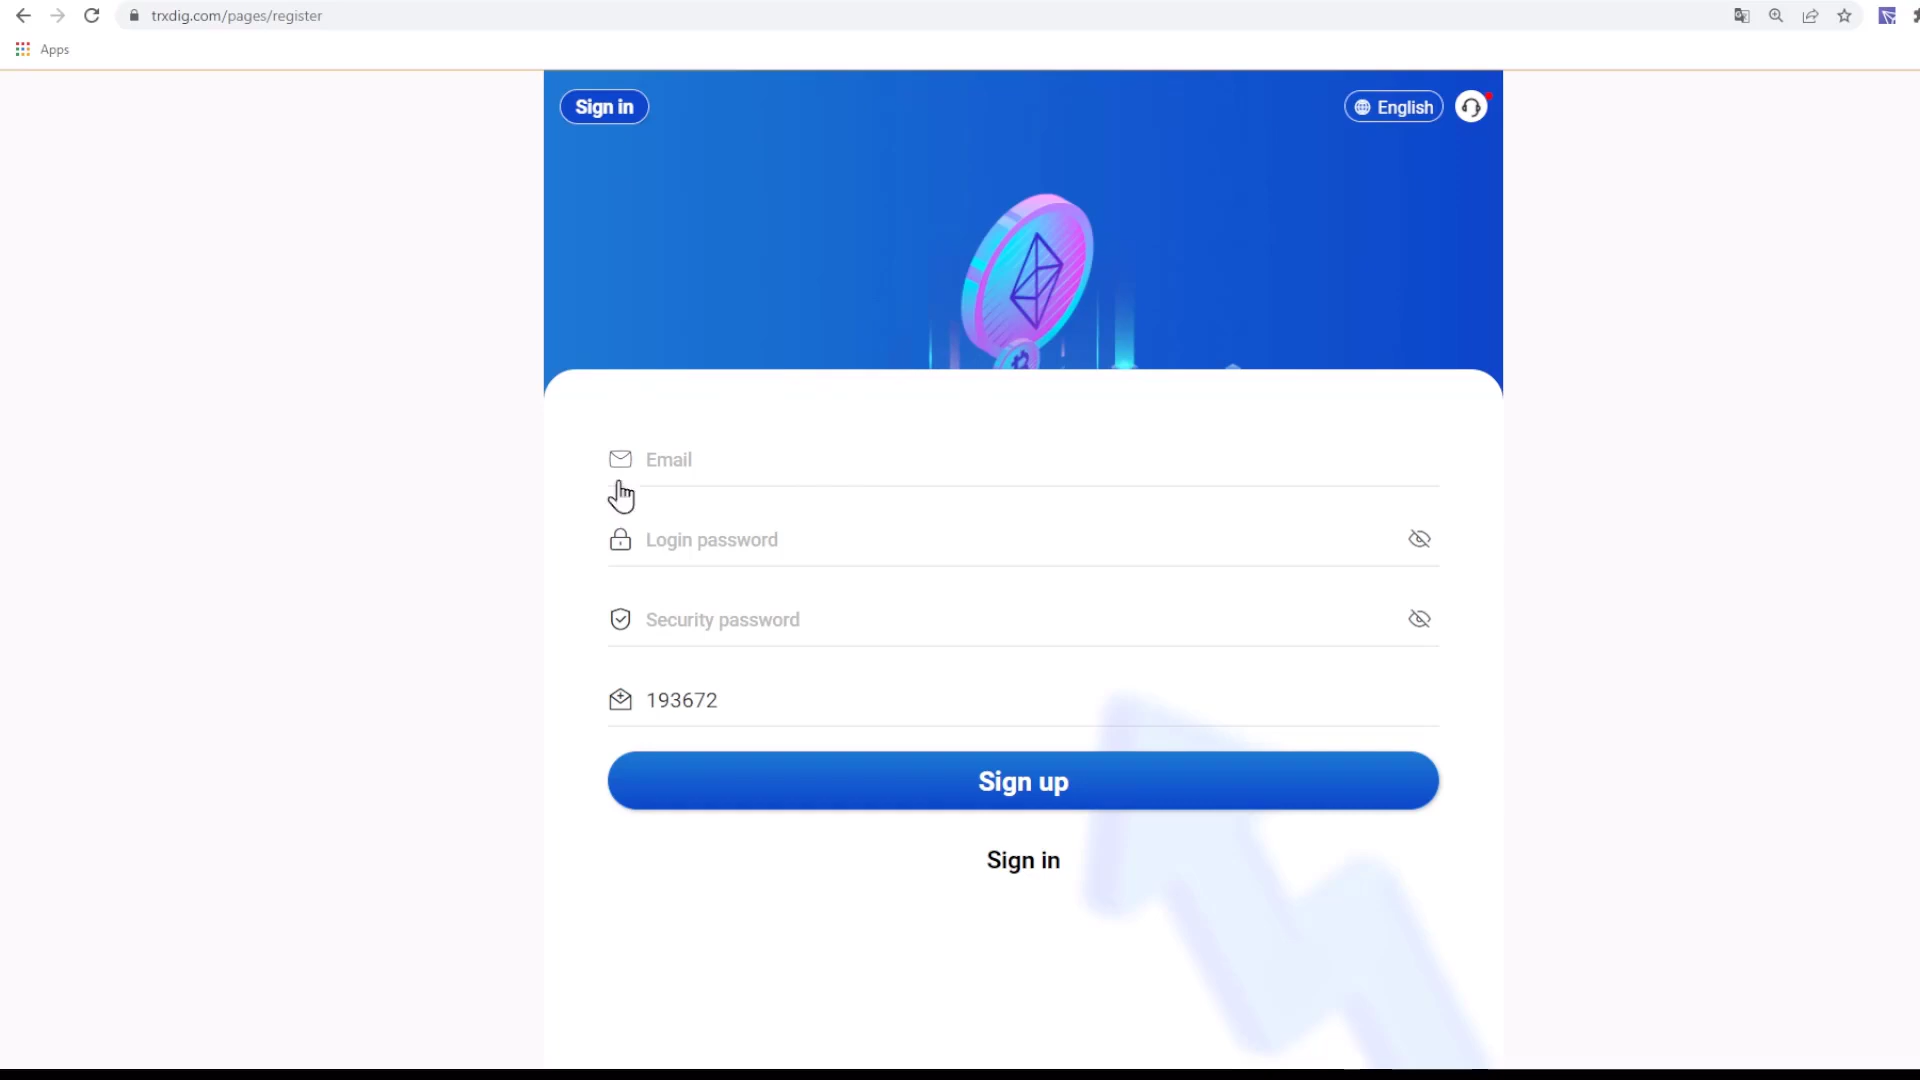 trxdig.com/pages/register
Apps
Sign in
English
Email
Login password
Security password
193672
Sign up
Sign in